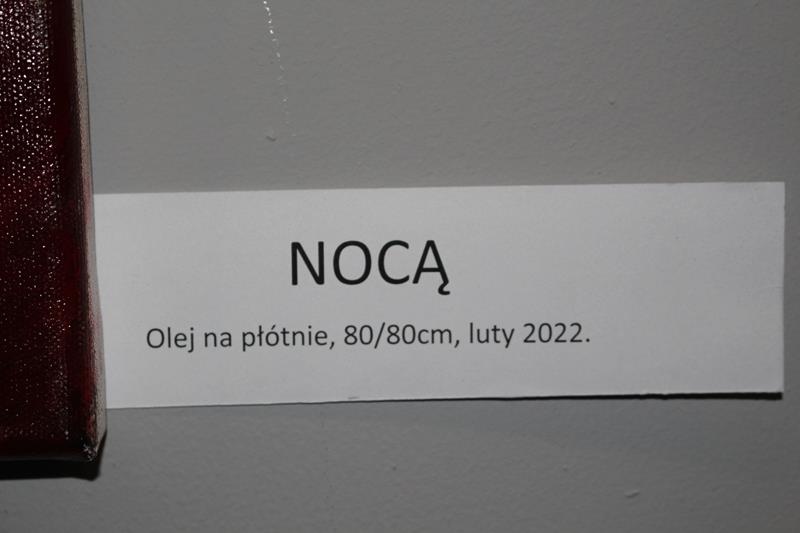 NOCĄ
Olej na płótnie, 80/80cm, luty 2022.